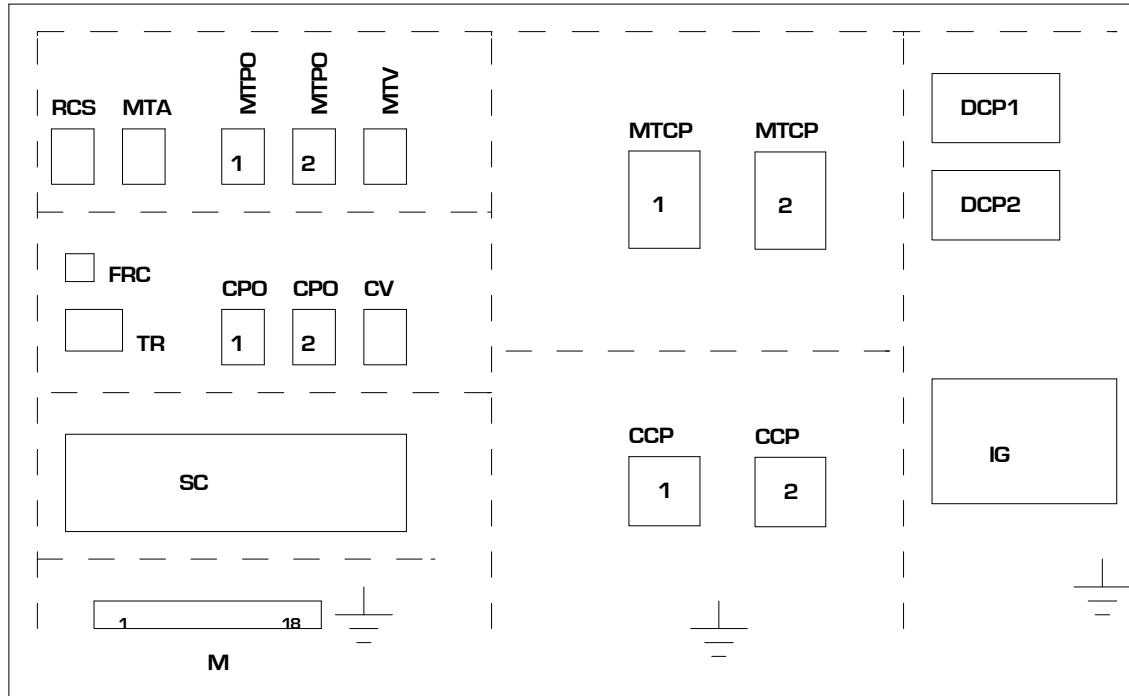 MTPO MTPO MTV
RCS MTA
1 2
MTCP MTCP
1 2
DCP1
DCP2
FRC
TR
CPO CPO CV
1 2
SC
CCP CCP
1 2
IG
1 18
M